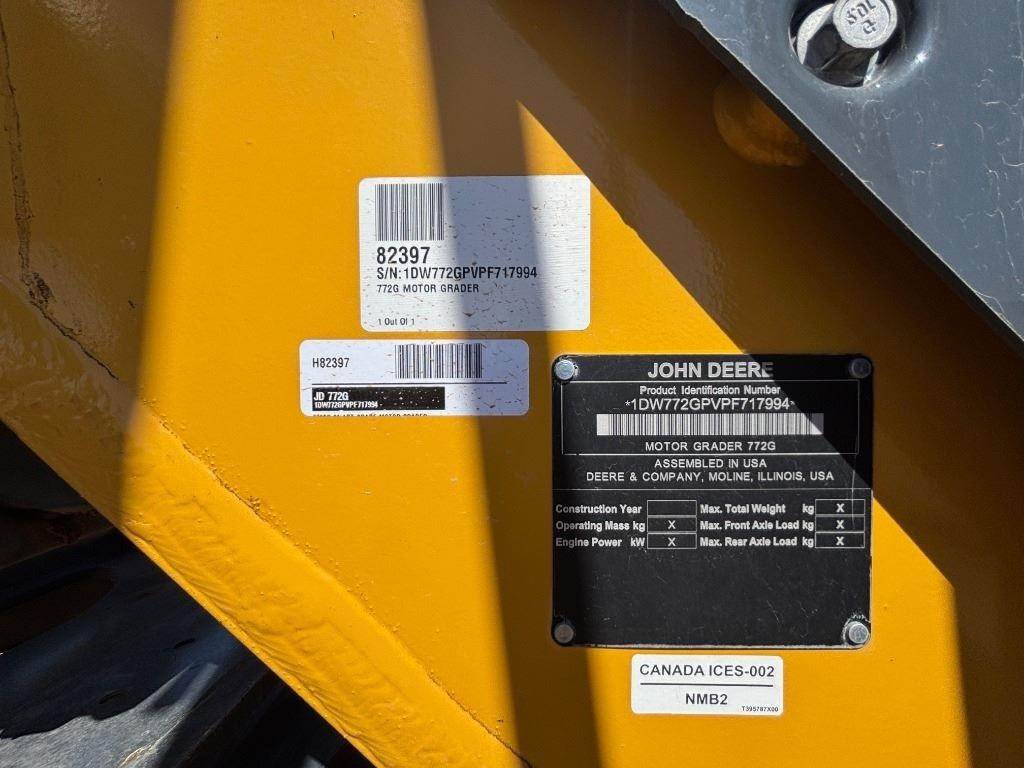 82397
S/N:1DW772GPVPF717994
772G MOTOR GRADER
1 Out Of 1
H82397
JD 772G
1DW772GPVPF717994
JOHN DEERE
Product Identification Number
*1DW772GPVPF717994*
MOTOR GRADER 772G
ASSEMBLED IN USA
DEERE & COMPANY, MOLINE, ILLINOIS, USA
Construction Year Max. Total Weight kg X
Operating Mass kg X Max. Front Axle Load kg X
Engine Power kW X Max. Rear Axle Load kg X
CANADA ICES-002
NMB2
T395787X00